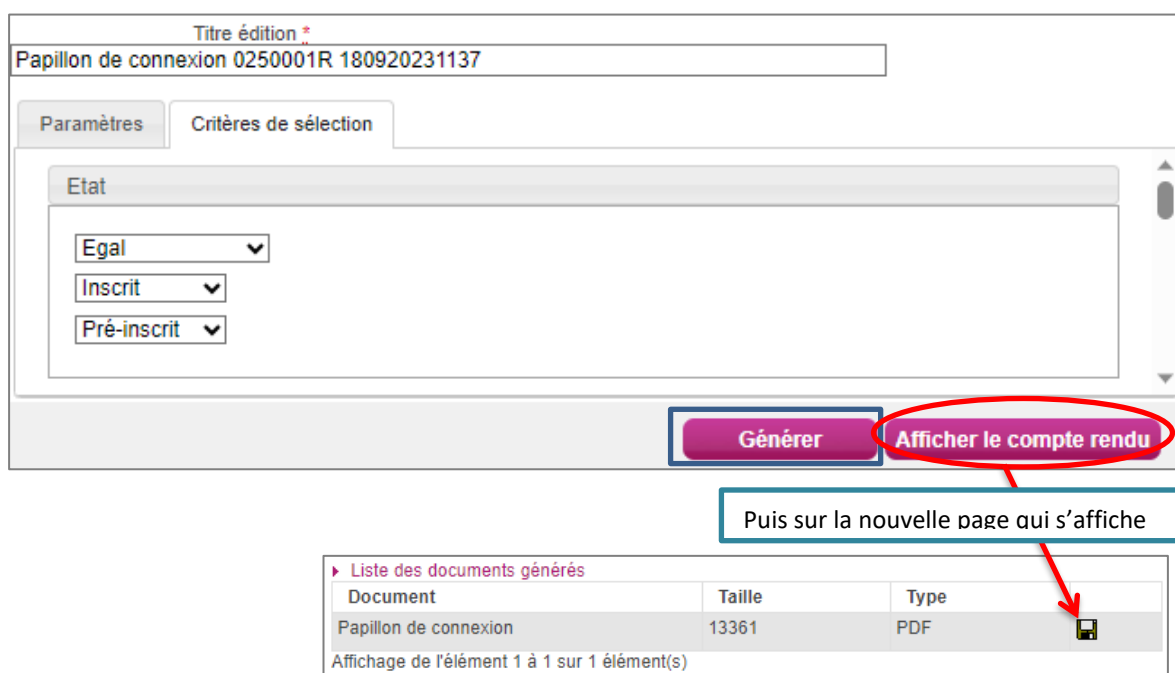 Titre édition *
Papillon de connexion 0250001R 180920231137
Paramètres Critères de sélection
Etat
Egal
Inscrit
Pré-inscrit
Générer Afficher le compte rendu
Puis sur la nouvelle page qui s’affiche
Liste des documents générés
Document Taille Type
Papillon de connexion 13361 PDF
Affichage de l'élément 1 à 1 sur 1 élément(s)